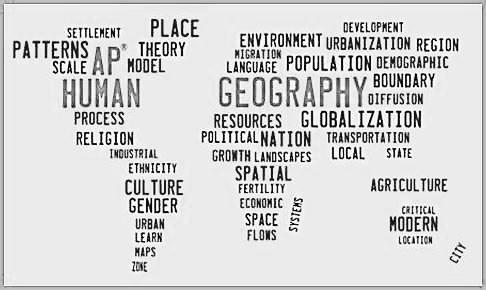 SETTLEMENT PLACE
PATTERNS AP® THEORY
SCALE MODEL
HUMAN
PROCESS
RELIGION
INDUSTRIAL
ETHNICITY
CULTURE
GENDER
URBAN
LEARN
MAPS
ZONE
DEVELOPMENT
ENVIRONMENT URBANIZATION REGION
MIGRATION
LANGUAGE POPULATION DEMOGRAPHIC
GEOGRAPHY BOUNDARY
DIFFUSION
RESOURCES GLOBALIZATION
POLITICAL NATION TRANSPORTATION
GROWTH LANDSCAPES LOCAL STATE
SPATIAL
FERTILITY AGRICULTURE
ECONOMIC SYSTEMS
SPACE
FLOWS
CRITICAL
MODERN
LOCATION
CITY